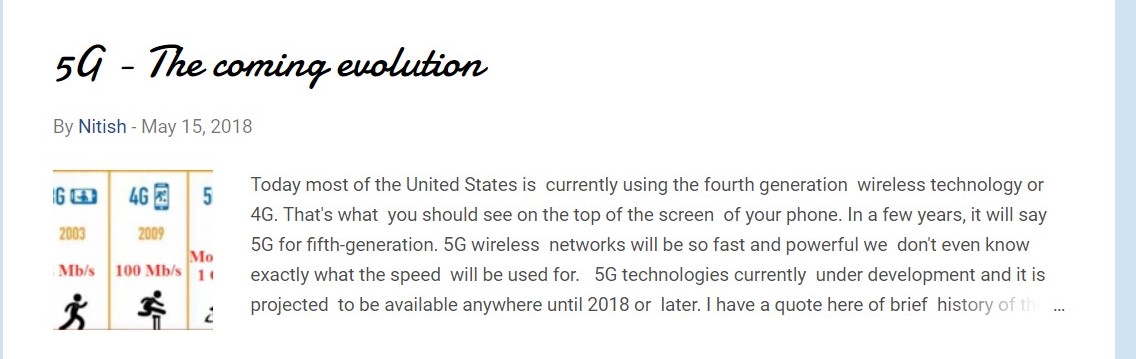 5G - The coming evolution
By Nitish - May 15, 2018
G 4G 5
2003 2009
Mo
Mb/s 100 Mb/s 1
Today most of the United States is currently using the fourth generation wireless technology or
4G. That's what you should see on the top of the screen of your phone. In a few years, it will say
5G for fifth-generation. 5G wireless networks will be so fast and powerful we don't even know
exactly what the speed will be used for. 5G technologies currently under development and it is
projected to be available anywhere until 2018 or later. I have a quote here of brief history of th ...